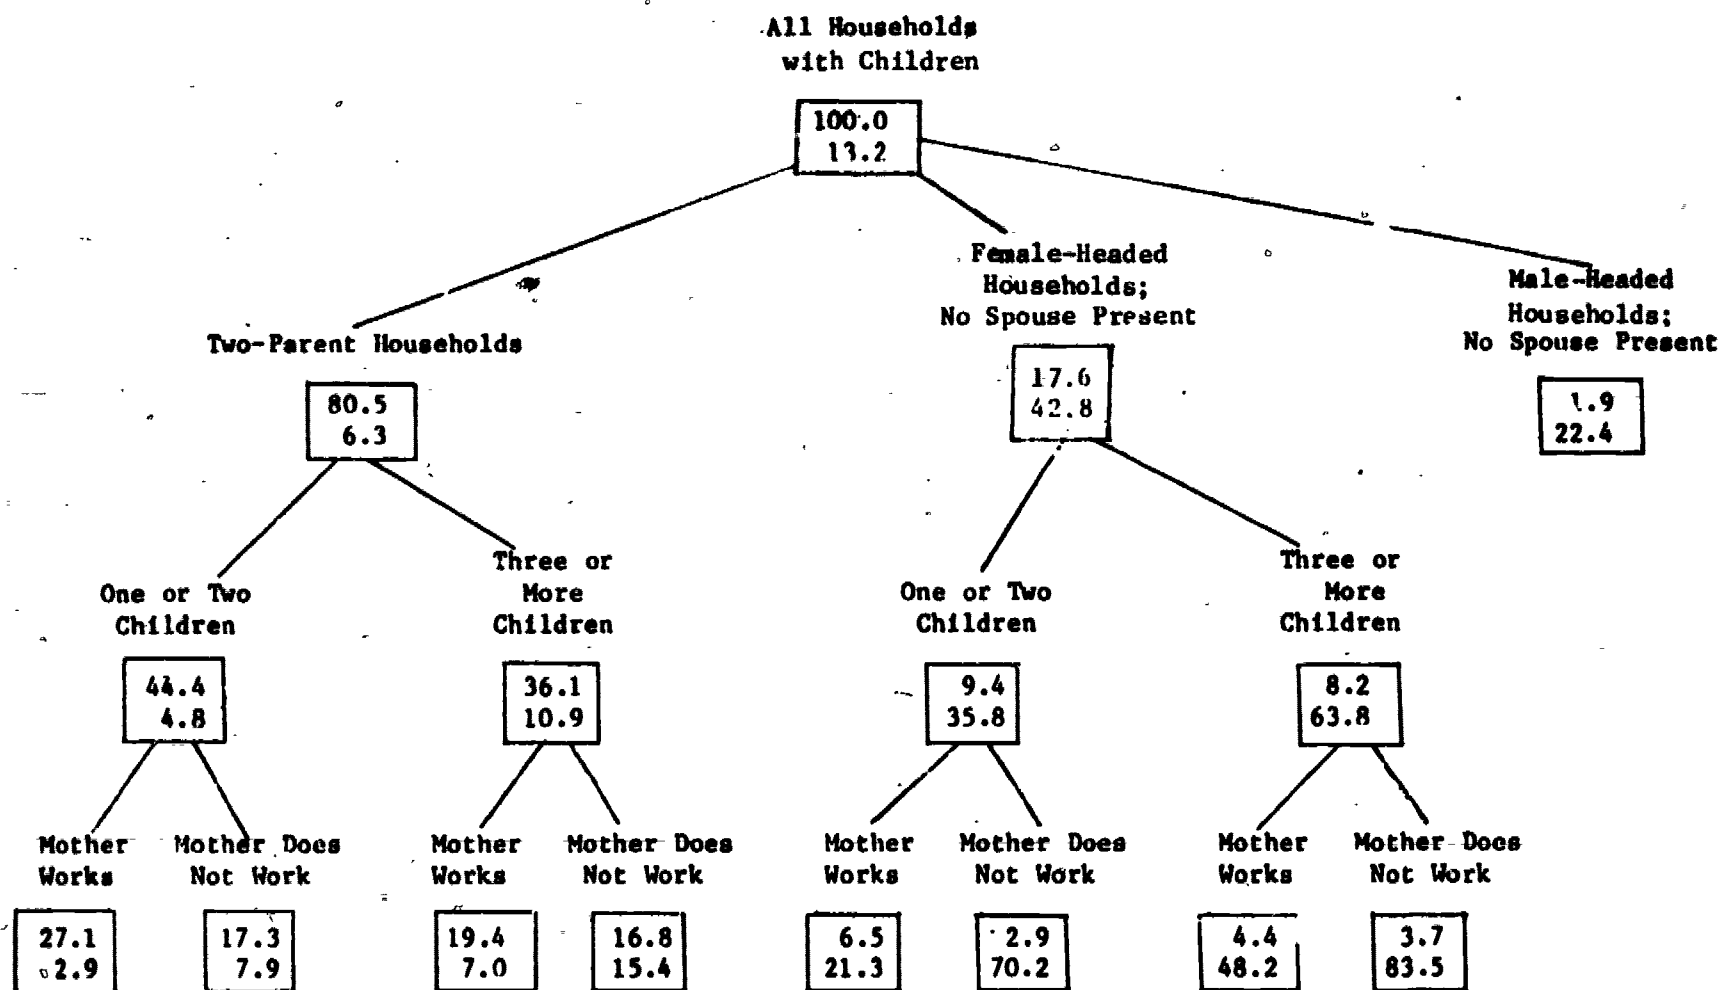 All Households
with Children
100.0
13.2
Female-Headed
Households;
No Spouse Present
17.6
42.8
Male-Headed
Households;
No Spouse Present
1.9
22.4
Two-Parent Households
80.5
6.3
One or Two
Children
44.4
4.8
Three or
More
Children
36.1
10.9
One or Two
Children
9.4
35.8
Three or
More
Children
8.2
63.8
Mother
Works
27.1
2.9
Mother Does
Not Work
17.3
7.9
Mother
Works
19.4
7.0
Mother Does
Not Work
16.8
15.4
Mother
Works
6.5
21.3
Mother Does
Not Work
2.9
70.2
Mother
Works
4.4
48.2
Mother Does
Not Work
3.7
83.5